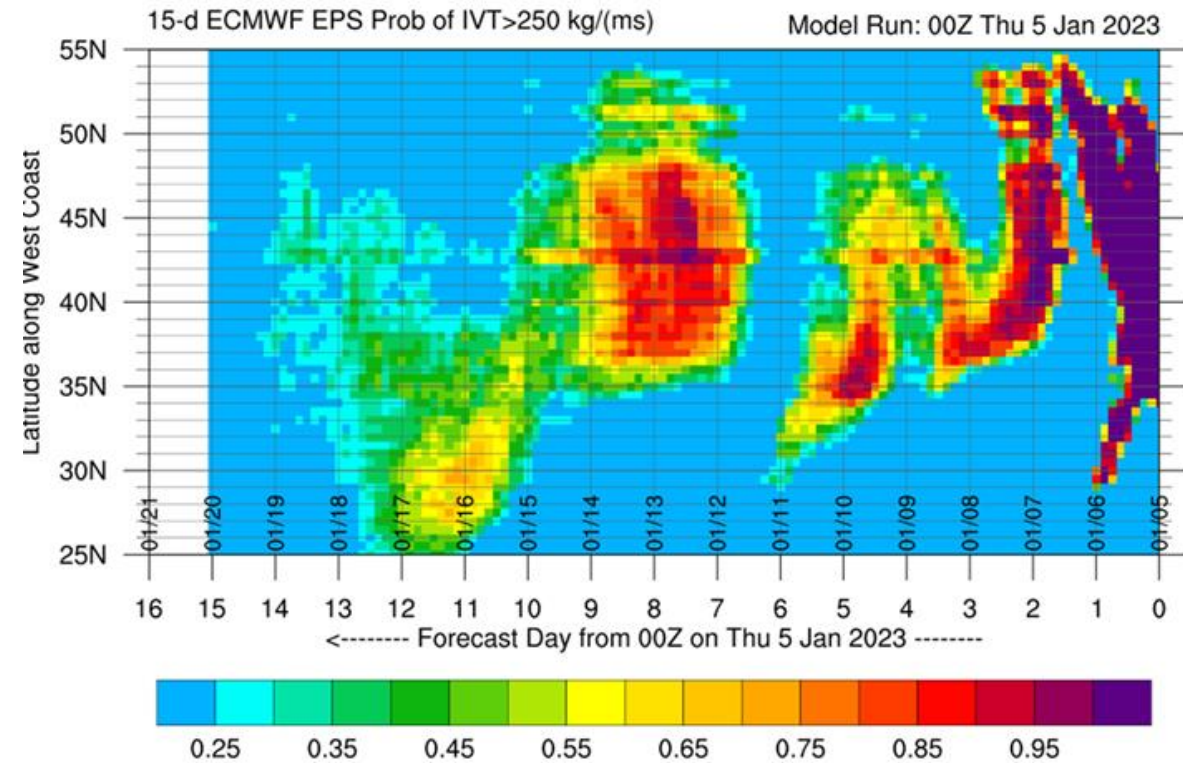 15-d ECMWF EPS Prob of IVT>250 kg/(ms)
Model Run: 00Z Thu 5 Jan 2023
Latitude along West Coast
55N
50N
45N
40N
35N
30N
25N
01/21 01/20 01/19 01/18 01/17 01/16 01/15 01/14 01/13 01/12 01/11 01/10 01/09 01/08 01/07 01/06 01/05
16 15 14 13 12 11 10 9 8 7 6 5 4 3 2 1 0
<-------- Forecast Day from 00Z on Thu 5 Jan 2023 --------
0.25 0.35 0.45 0.55 0.65 0.75 0.85 0.95